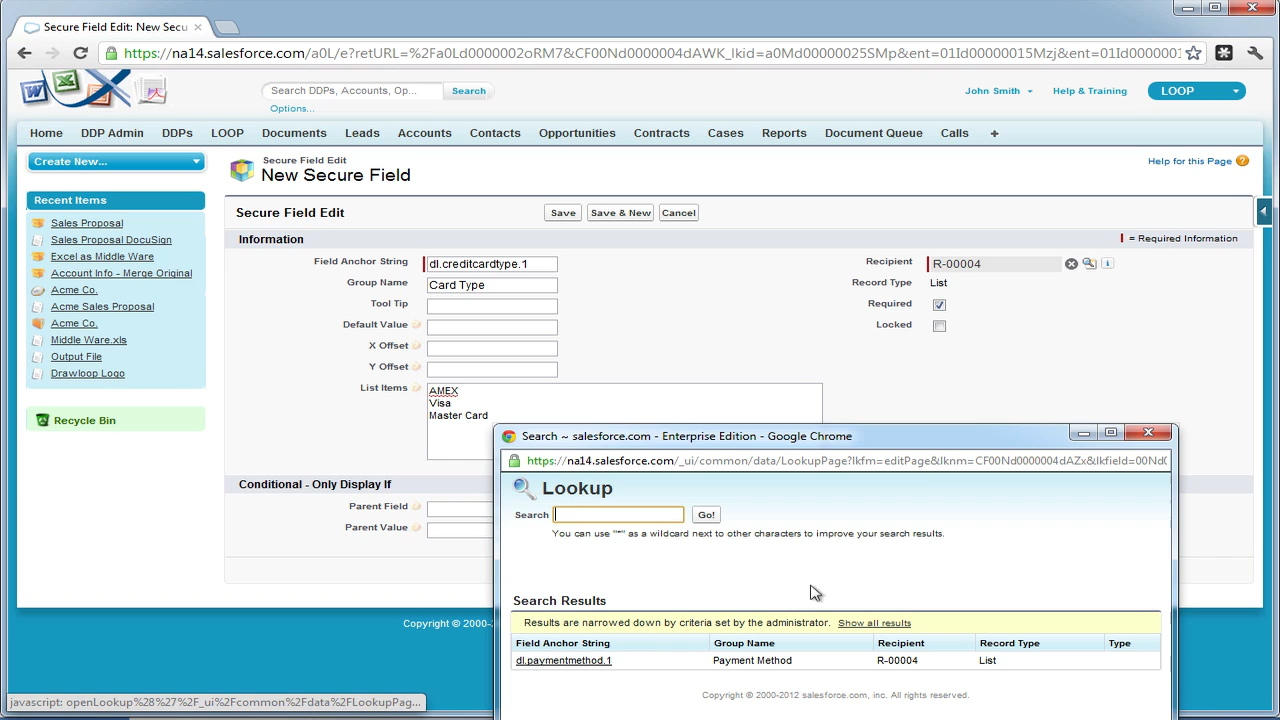 Secure Field Edit: New Secu
https://na14.salesforce.com/a0L/e?retURL=%2Fa0Ld0000002oRM7&CF00Nd0000004dAWK_lkid=a0Rd00000025SMp&ent=01Id00000015Mzj&ent=01Id0000001
Search DDPs, Accounts, Op...
Search
Options...
John Smith
Help & Training
LOOP
Home DDP Admin DDPs LOOP Documents Leads Accounts Contacts Opportunities Contracts Cases Reports Document Queue Calls +
Create New...
Recent Items
Sales Proposal
Sales Proposal DocuSign
Excel as Middle Ware
Account Info - Merge Original
Acme Co.
Acme Sales Proposal
Acme Co.
Middle Ware.xls
Output File
Drawloop Logo
Recycle Bin
Secure Field Edit
New Secure Field
Help for this Page ?
Secure Field Edit Save Save & New Cancel
Information
= Required Information
Field Anchor String dl.creditcardtype.1
Group Name Card Type
Tool Tip
Default Value
X Offset
Y Offset
List Items AMEX
Visa
Master Card
Recipient R-00004
Record Type List
Required
Locked
Conditional - Only Display If
Parent Field
Parent Value
Copyright © 2000-2
Search ~ salesforce.com - Enterprise Edition - Google Chrome
https://na14.salesforce.com/_ui/common/data/LookupPage?lkfm=editPage&lknm=CF00Nd0000004dAZx&lkfield=00Nd0
Lookup
Search Go!
You can use "*" as a wildcard next to other characters to improve your search results.
Search Results
Results are narrowed down by criteria set by the administrator. Show all results
Field Anchor String Group Name Recipient Record Type Type
dl.paymentmethod.1 Payment Method R-00004 List
Copyright © 2000-2012 salesforce.com, inc. All rights reserved.
javascript: openLookup%28%27%2F_ui%2Fcommon%2Fdata%2FLookupPag...